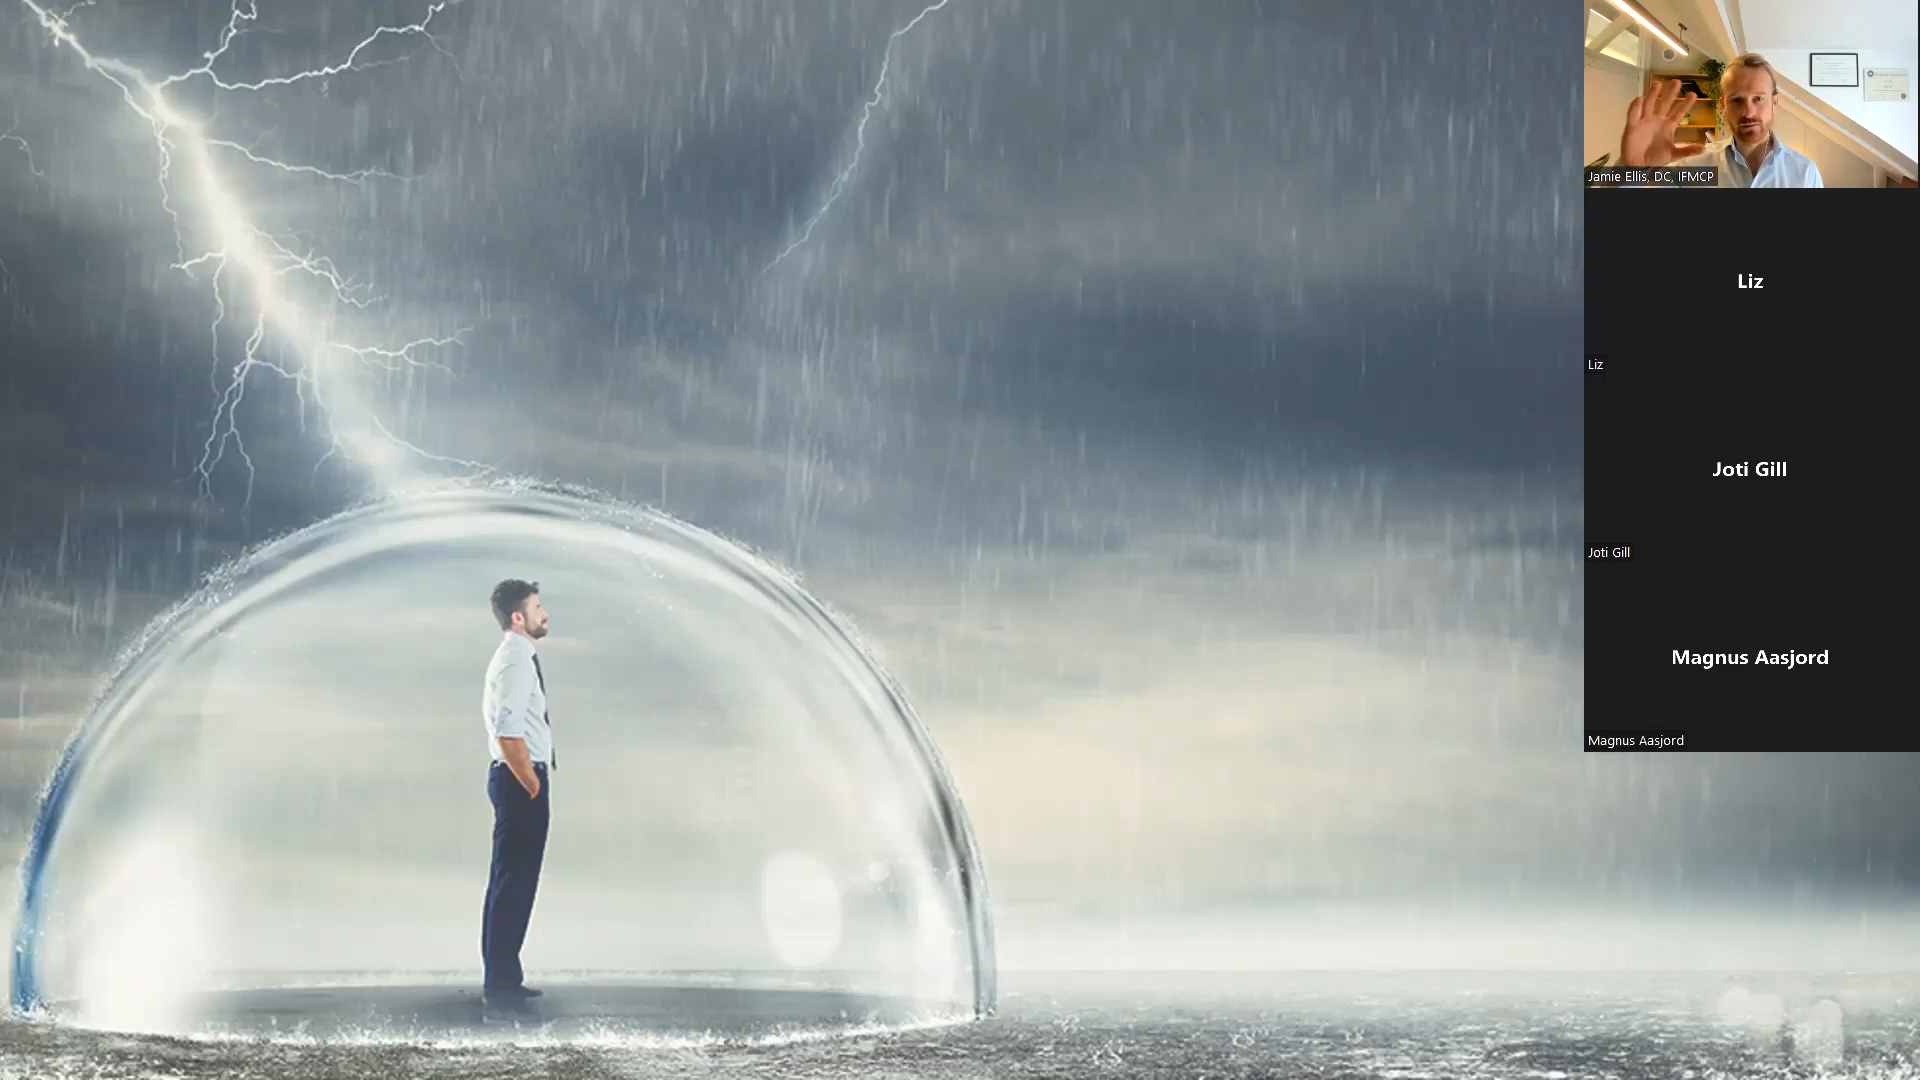 Jamie Ellis, DC, IFMCP
Liz
Liz
Joti Gill
Joti Gill
Magnus Aasjord
Magnus Aasjord